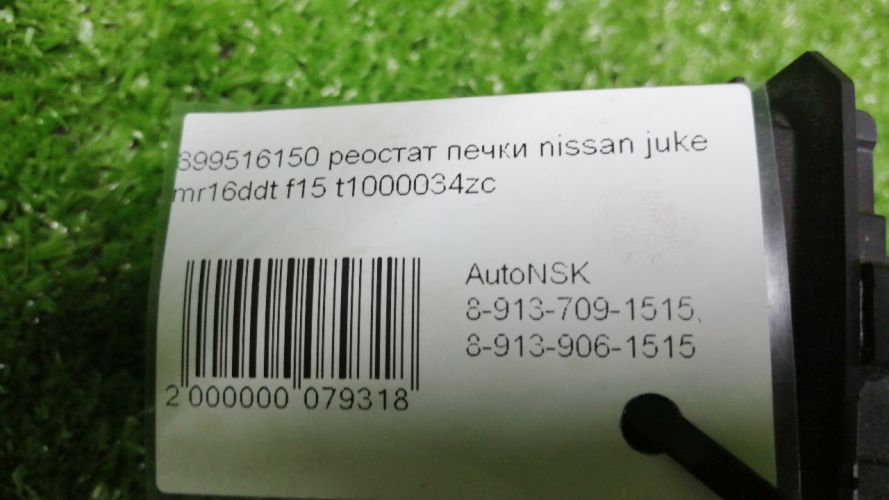 899516150 реостат печки nissan juke
mr16ddt f15 t1000034zc
AutoNSK
8-913-709-1515,
8-913-906-1515
2 000000 079318